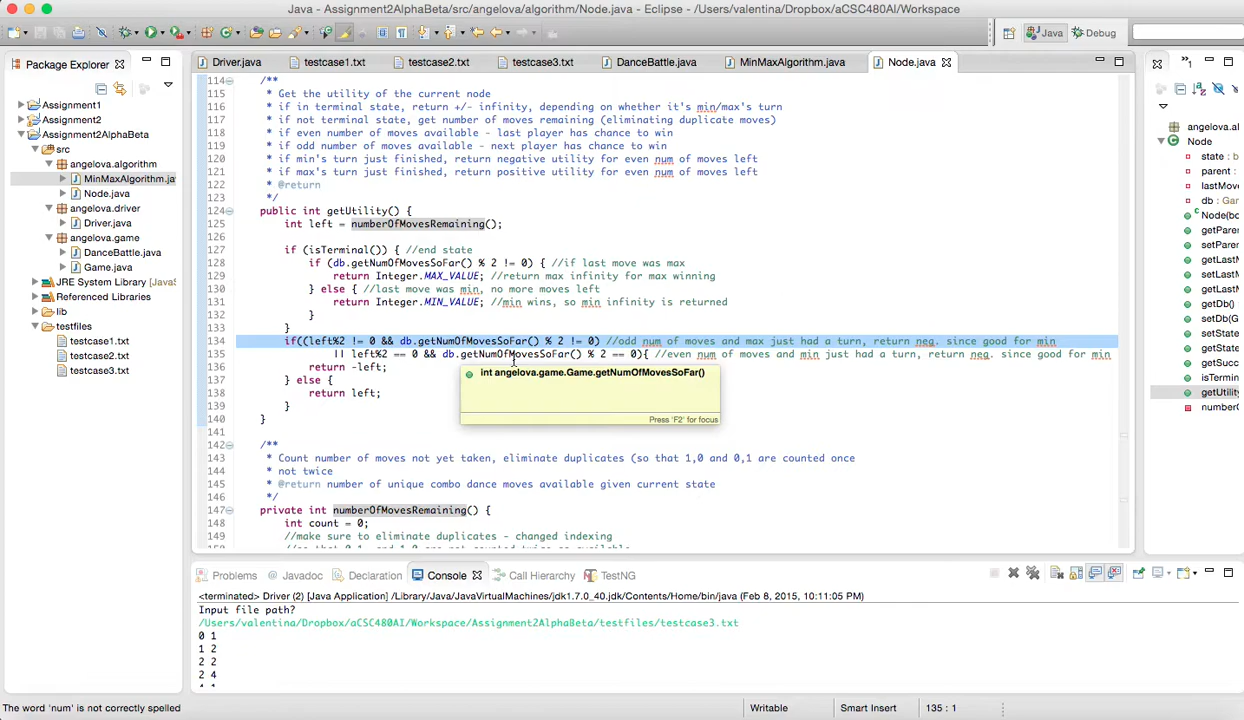 Java - Assignment2AlphaBeta/src/angelova/algorithm/Node.java - Eclipse - /Users/valentina/Dropbox/aCSC480AI/Workspace
Java
Debug
Package Explorer
Assignment1
Assignment2
Assignment2AlphaBeta
src
angelova.algorithm
MinMaxAlgorithm.ja
Node.java
angelova.driver
Driver.java
angelova.game
DanceBattle.java
Game.java
JRE System Library [JavaS
Referenced Libraries
lib
testfiles
testcase1.txt
testcase2.txt
testcase3.txt
Driver.java
testcase1.txt
testcase2.txt
testcase3.txt
DanceBattle.java
MinMaxAlgorithm.java
Node.java
114 /**
115 * Get the utility of the current node
116 * if in terminal state, return +/- infinity, depending on whether it's min/max's turn
117 * if not terminal state, get number of moves remaining (eliminating duplicate moves)
118 * if even number of moves available - last player has chance to win
119 * if odd number of moves available - next player has chance to win
120 * if min's turn just finished, return negative utility for even num of moves left
121 * if max's turn just finished, return positive utility for even num of moves left
122 * @return
123 */
124 public int getUtility() {
125 int left = numberOfMovesRemaining();
126
127 if (isTerminal()) { //end state
128 if (db.getNumOfMovesSoFar() % 2 != 0) { //if last move was max
129 return Integer.MAX_VALUE; //return max infinity for max winning
130 } else { //last move was min, no more moves left
131 return Integer.MIN_VALUE; //min wins, so min infinity is returned
132 }
133 }
134 if((left%2 != 0 && db.getNumOfMovesSoFar() % 2 != 0) //odd num of moves and max just had a turn, return neg. since good for min
135 || left%2 == 0 && db.getNumOfMovesSoFar() % 2 == 0){ //even num of moves and min just had a turn, return neg. since good for min
136 return -left;
137 } else {
138 return left;
139 }
140 }
141
142 /**
143 * Count number of moves not yet taken, eliminate duplicates (so that 1,0 and 0,1 are counted once
144 * not twice
145 * @return number of unique combo dance moves available given current state
146 */
147 private int numberOfMovesRemaining() {
148 int count = 0;
149 //make sure to eliminate duplicates - changed indexing
int angelova.game.Game.getNumOfMovesSoFar()
Press 'F2' for focus
angelova.al
Node
state :
parent :
lastMov
db : Gar
Node(bo
getParer
setParer
getLastM
setLastM
getDb()
setDb(G
setState
getState
getSucc
isTermin
getUtility
number(
Problems
Javadoc
Declaration
Console
Call Hierarchy
TestNG
<terminated> Driver (2) [Java Application] /Library/Java/JavaVirtualMachines/jdk1.7.0_40.jdk/Contents/Home/bin/java (Feb 8, 2015, 10:11:05 PM)
Input file path?
/Users/valentina/Dropbox/aCSC480AI/Workspace/Assignment2AlphaBeta/testfiles/testcase3.txt
0 1
1 2
2 2
2 4
The word 'num' is not correctly spelled
Writable
Smart Insert
135 : 1